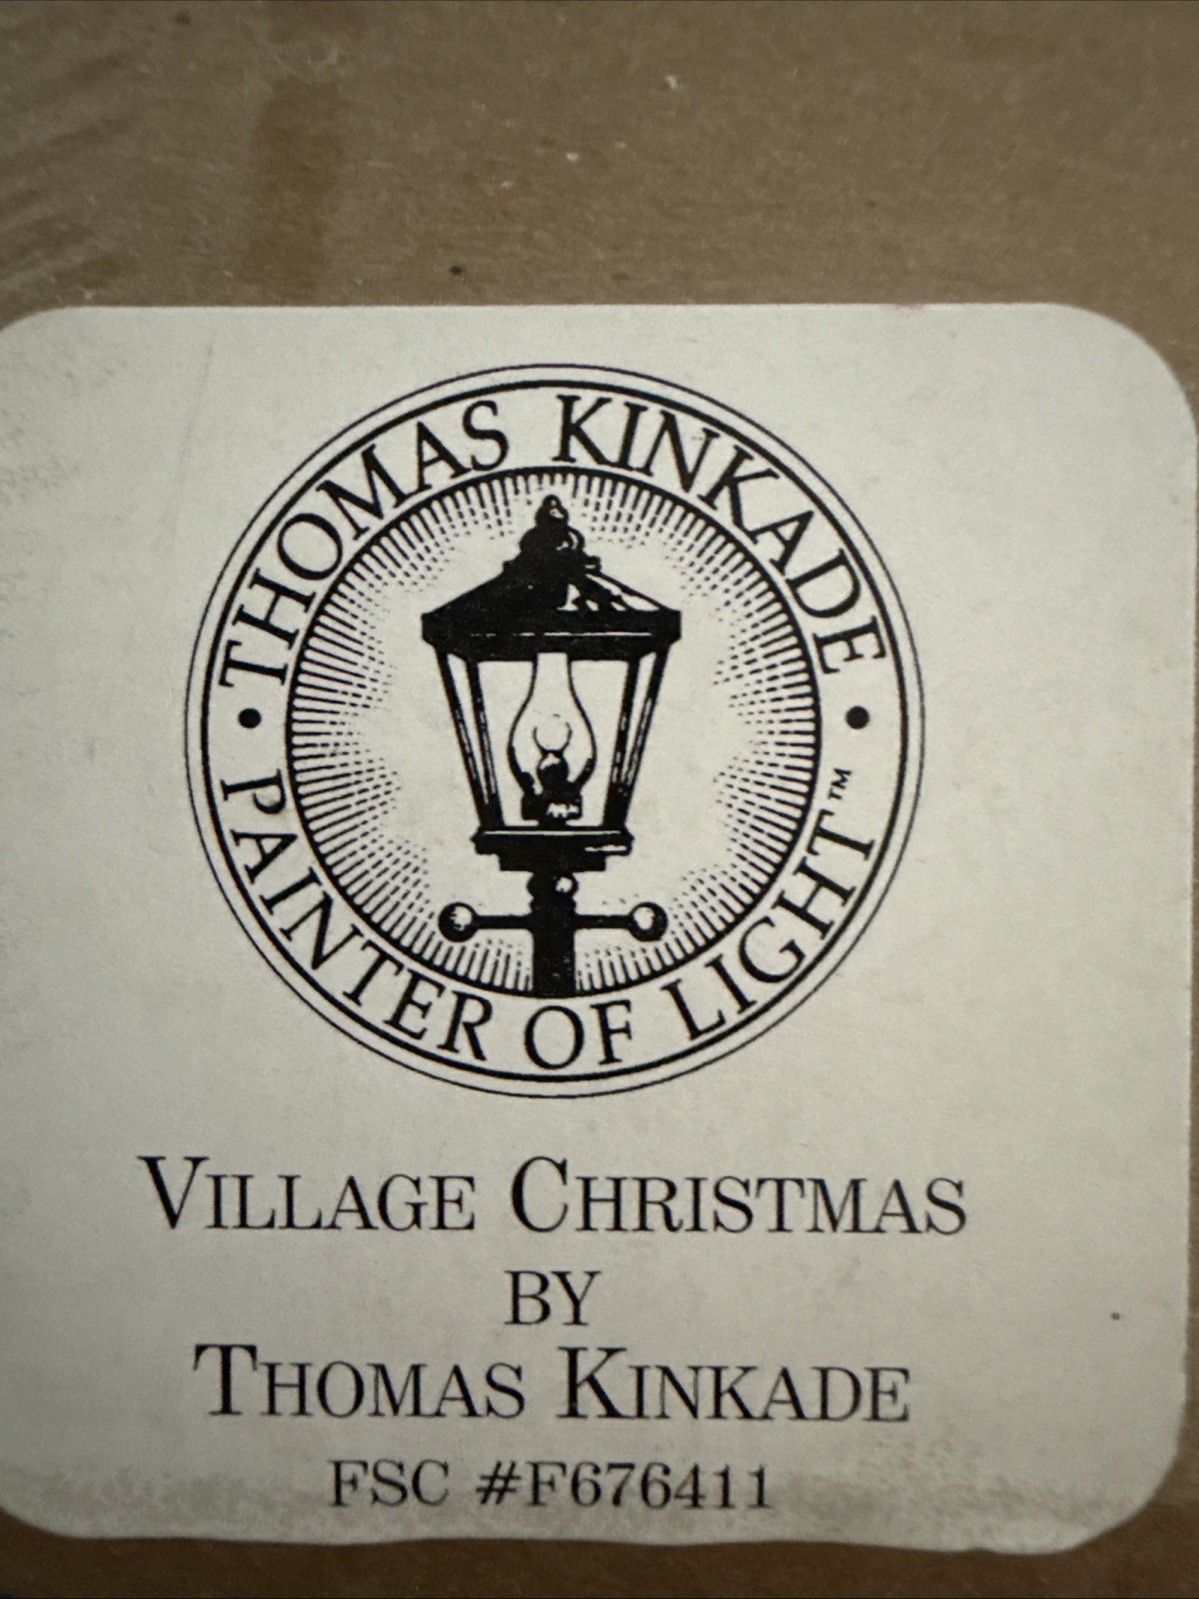 THOMAS KINKADE
• PAINTER OF LIGHT™ •
VILLAGE CHRISTMAS
BY
THOMAS KINKADE
FSC #F676411